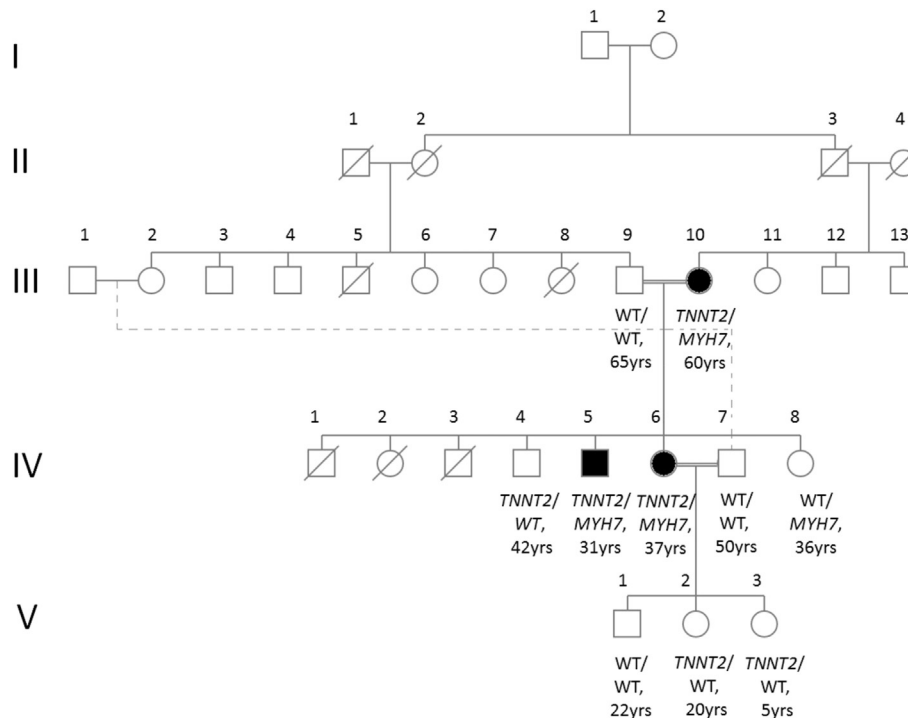 1 2
I
1 2 3 4
II
1 2 3 4 5 6 7 8 9 10 11 12 13
III
WT/ TNNT2/
WT, MYH7,
65yrs 60yrs
1 2 3 4 5 6 7 8
IV
TNNT2/ TNNT2/ TNNT2/ WT/ WT/
WT, MYH7, MYH7, WT, MYH7,
42yrs 31yrs 37yrs 50yrs 36yrs
1 2 3
V
WT/ TNNT2/ TNNT2/
WT, WT, WT,
22yrs 20yrs 5yrs